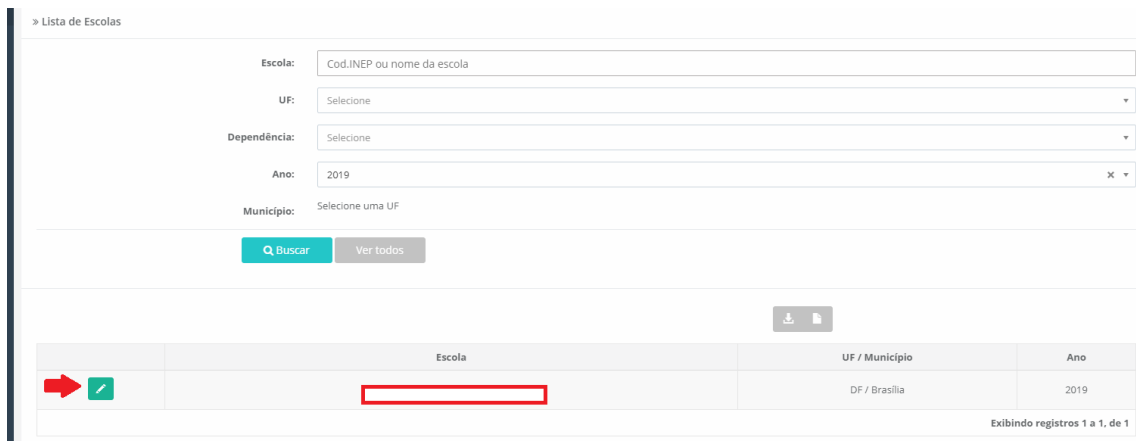 » Lista de Escolas
Escola: Cod.INEP ou nome da escola
UF: Selecione
Dependência: Selecione
Ano: 2019
Município: Selecione uma UF
Buscar Ver todos
Escola UF / Município Ano
DF / Brasília 2019
Exibindo registros 1 a 1, de 1